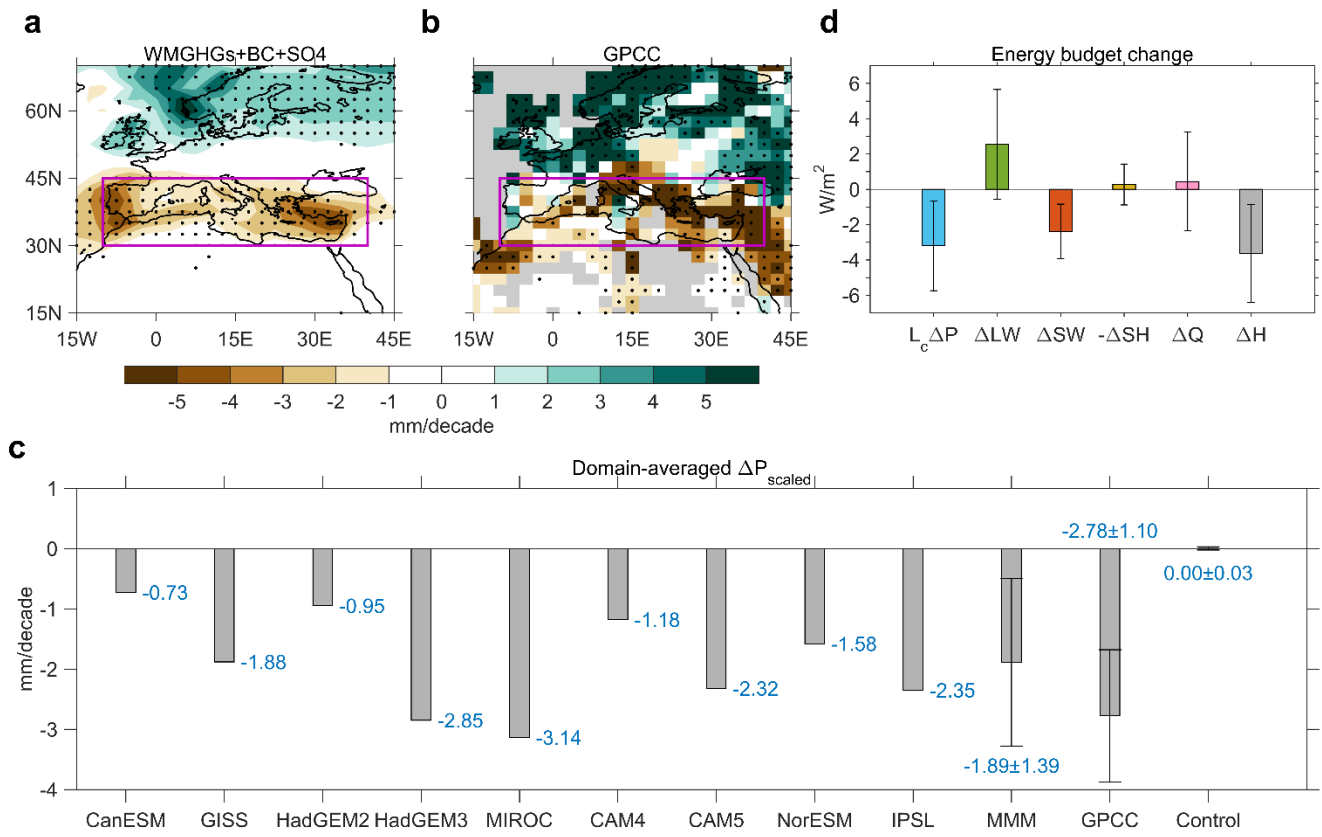 a
WMGHGs+BC+SO4
60N
45N
30N
15N
15W 0 15E 30E 45E
b
GPCC
15W 0 15E 30E 45E
-5 -4 -3 -2 -1 0 1 2 3 4 5
mm/decade
d
Energy budget change
W/m²
6
4
2
0
-2
-4
-6
L_cΔP ΔLW ΔSW -ΔSH ΔQ ΔH
c
Domain-averaged ΔP_scaled
mm/decade
1
0
-1
-2
-3
-4
-0.73
-1.88
-0.95
-2.85
-3.14
-1.18
-2.32
-1.58
-2.35
-1.89±1.39
-2.78±1.10
0.00±0.03
CanESM GISS HadGEM2 HadGEM3 MIROC CAM4 CAM5 NorESM IPSL MMM GPCC Control